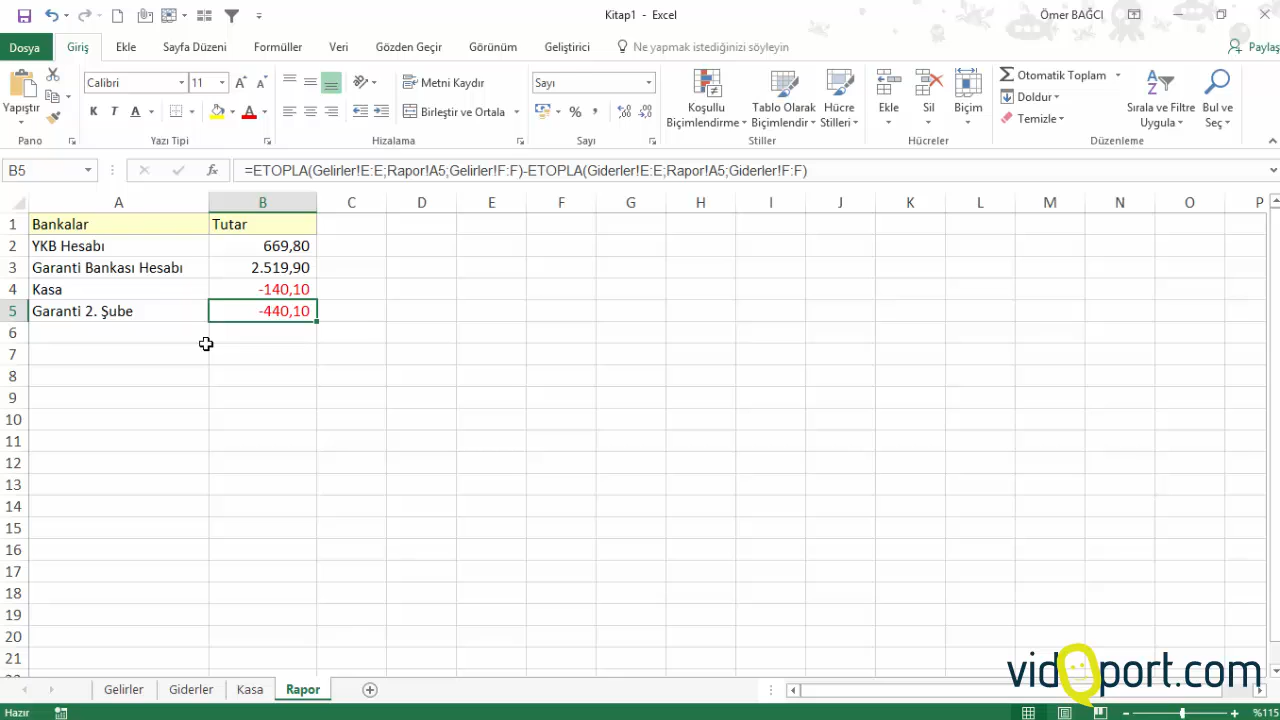 Kitap1 - Excel
Ömer BAĞCI
Dosya Giriş Ekle Sayfa Düzeni Formüller Veri Gözden Geçir Görünüm Geliştirici Ne yapmak istediğinizi söyleyin Paylaş
Yapıştır
Pano
Calibri 11
K T A
Yazı Tipi
Metni Kaydır
Birleştir ve Ortala
Hizalama
Sayı
Sayı
Koşullu Biçimlendirme
Tablo Olarak Biçimlendir
Hücre Stilleri
Stiller
Ekle
Sil
Biçim
Hücreler
Otomatik Toplam
Doldur
Temizle
Sırala ve Filtre Uygula
Bul ve Seç
Düzenleme
B5 fx =ETOPLA(Gelirler!E:E;Rapor!A5;Gelirler!F:F)-ETOPLA(Giderler!E:E;Rapor!A5;Giderler!F:F)
A B C D E F G H I J K L M N O P
1 Bankalar Tutar
2 YKB Hesabı 669,80
3 Garanti Bankası Hesabı 2.519,90
4 Kasa -140,10
5 Garanti 2. Şube -440,10
6
7
8
9
10
11
12
13
14
15
16
17
18
19
20
21
vidoport.com
Gelirler Giderler Kasa Rapor
Hazır %115